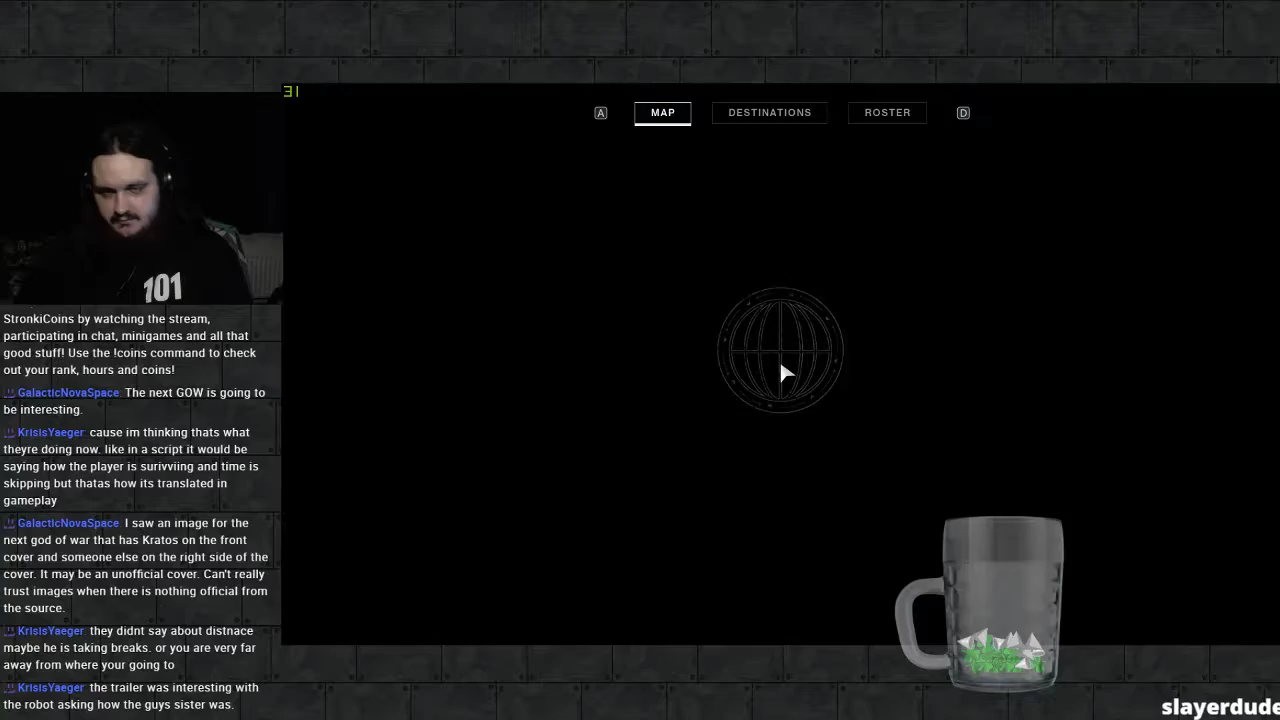 31
A
MAP
DESTINATIONS
ROSTER
D
101
StronkiCoins by watching the stream,
participating in chat, minigames and all that
good stuff! Use the !coins command to check
out your rank, hours and coins!
GalacticNovaSpace: The next GOW is going to
be interesting.
KrisisYaeger: cause im thinking thats what
theyre doing now. like in a script it would be
saying how the player is surivviing and time is
skipping but thatas how its translated in
gameplay
GalacticNovaSpace: I saw an image for the
next god of war that has Kratos on the front
cover and someone else on the right side of the
cover. It may be an unofficial cover. Can't really
trust images when there is nothing official from
the source.
KrisisYaeger: they didnt say about distnace
maybe he is taking breaks. or you are very far
away from where your going to
KrisisYaeger: the trailer was interesting with
the robot asking how the guys sister was.
slayerdude